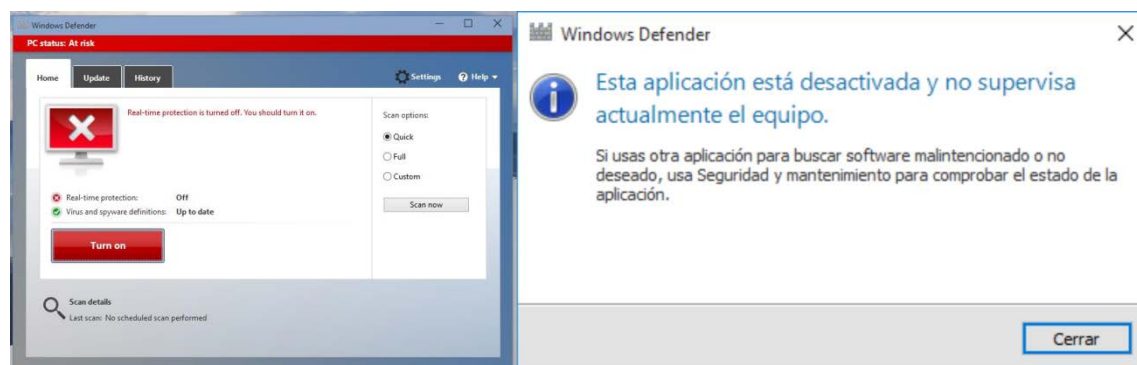 Windows Defender
PC status: At risk
Home
Update
History
Settings
Help
Real-time protection is turned off. You should turn it on.
Real-time protection: Off
Virus and spyware definitions: Up to date
Turn on
Scan options:
Quick
Full
Custom
Scan now
Scan details
Last scan: No scheduled scan performed
Windows Defender
Esta aplicación está desactivada y no supervisa
actualmente el equipo.
Si usas otra aplicación para buscar software malintencionado o no
deseado, usa Seguridad y mantenimiento para comprobar el estado de la
aplicación.
Cerrar